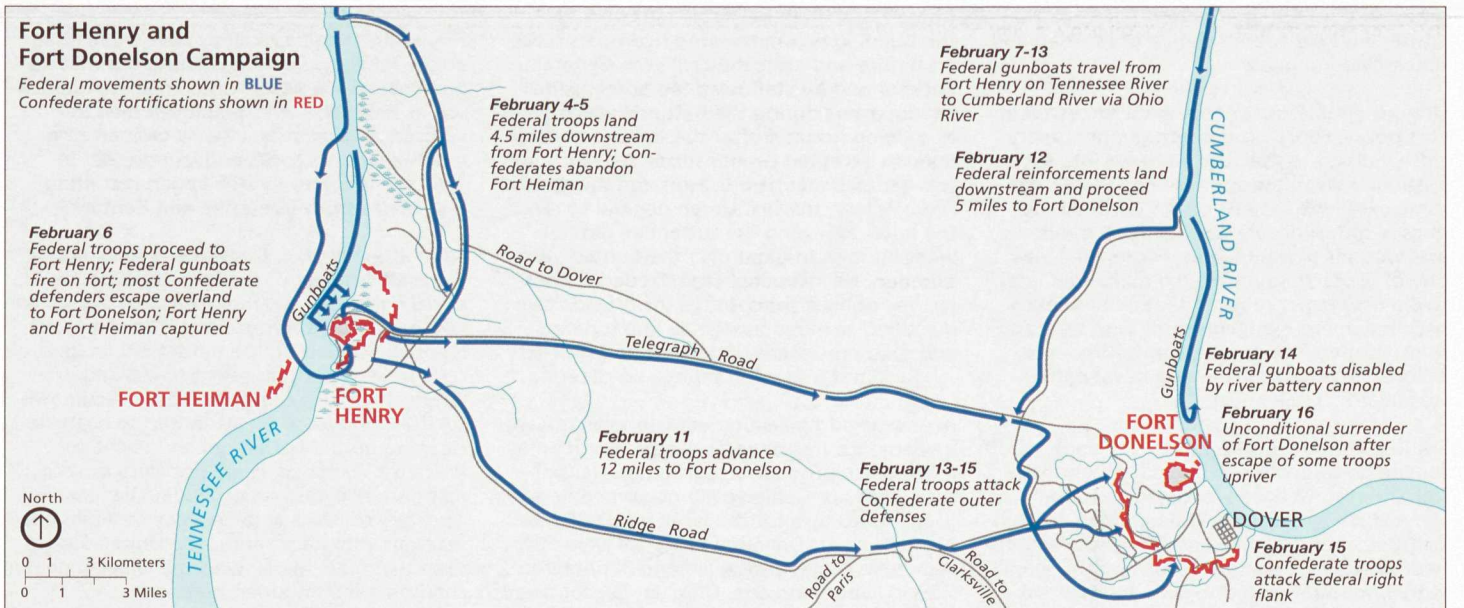 Fort Henry and
Fort Donelson Campaign
Federal movements shown in BLUE
Confederate fortifications shown in RED
February 4-5
Federal troops land
4.5 miles downstream
from Fort Henry; Con-
federates abandon
Fort Heiman
February 7-13
Federal gunboats travel from
Fort Henry on Tennessee River
to Cumberland River via Ohio
River
February 12
Federal reinforcements land
downstream and proceed
5 miles to Fort Donelson
CUMBERLAND RIVER
February 6
Federal troops proceed to
Fort Henry; Federal gunboats
fire on fort; most Confederate
defenders escape overland
to Fort Donelson; Fort Henry
and Fort Heiman captured
Gunboats
Road to Dover
Telegraph Road
Gunboats
February 14
Federal gunboats disabled
by river battery cannon
FORT HEIMAN
FORT
HENRY
TENNESSEE RIVER
February 11
Federal troops advance
12 miles to Fort Donelson
FORT
DONELSON
February 16
Unconditional surrender
of Fort Donelson after
escape of some troops
upriver
February 13-15
Federal troops attack
Confederate outer
defenses
Ridge Road
Road to
Paris
Road to
Clarksville
DOVER
February 15
Confederate troops
attack Federal right
flank
North
0 1 3 Kilometers
0 1 3 Miles